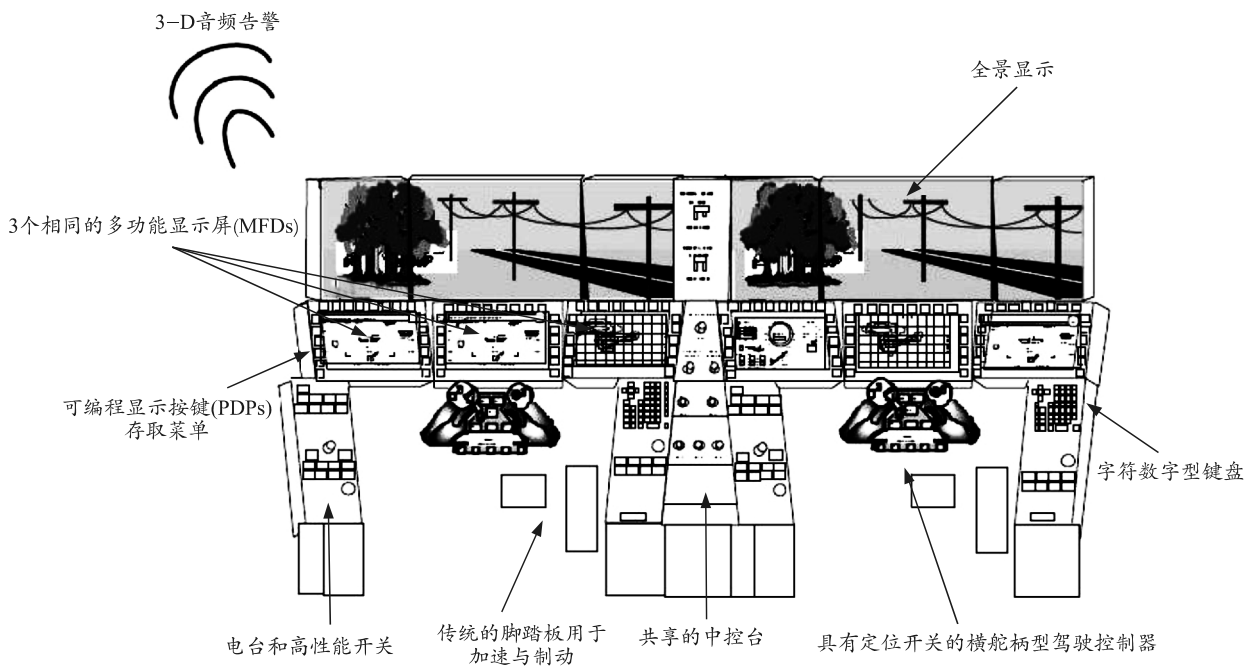 3-D音频告警
全景显示
3个相同的多功能显示屏(MFDs)
可编程显示按键(PDPs)
存取菜单
字符数字型键盘
电台和高性能开关
传统的脚踏板用于
加速与制动
共享的中控台
具有定位开关的横舵柄型驾驶控制器